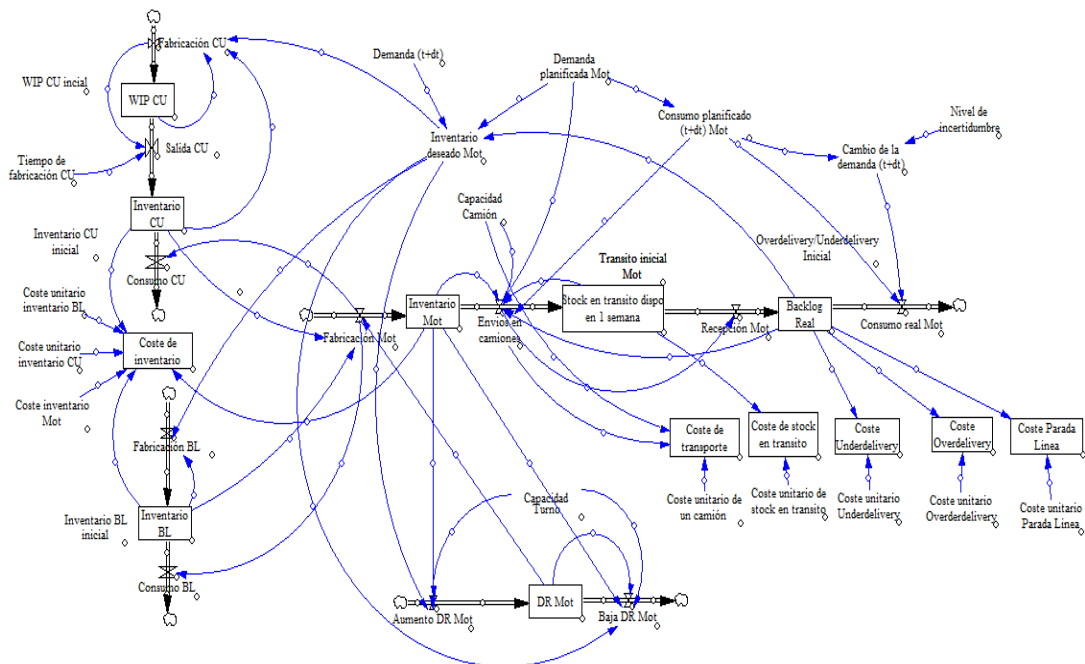 Fabricación CU
WIP CU incial
WIP CU
Salida CU
Tiempo de
fabricación CU
Inventario
CU
Inventario CU
inicial
Consumo CU
Coste unitario
inventario BL
Coste unitario
inventario CU
Coste de
inventario
Coste inventario
Mot
Fabricación BL
Inventario BL
inicial
Inventario
BL
Consumo BL
Demanda (t+dt)
Demanda
planificada Mot
Inventario
deseado Mot
Consumo planificado
(t+dt) Mot
Nivel de
incertidumbre
Cambio de la
demanda (t+dt)
Capacidad
Camión
Overdelivery/Underdelivery
Inicial
Transito inicial
Mot
Fabricación Mot
Inventario
Mot
Envios en
camiones
Stock en transito dispo
en 1 semana
Recepción Mot
Backlog
Real
Consumo real Mot
Coste de
transporte
Coste de stock
en transito
Coste
Underdelivery
Coste
Overdelivery
Coste Parada
Linea
Coste unitario de
un camión
Coste unitario de
stock en transito
Coste unitario
Underdelivery
Coste unitario
Overderdelivery
Coste unitario
Parada Linea
Capacidad
Turno
Aumento DR Mot
DR Mot
Baja DR Mot